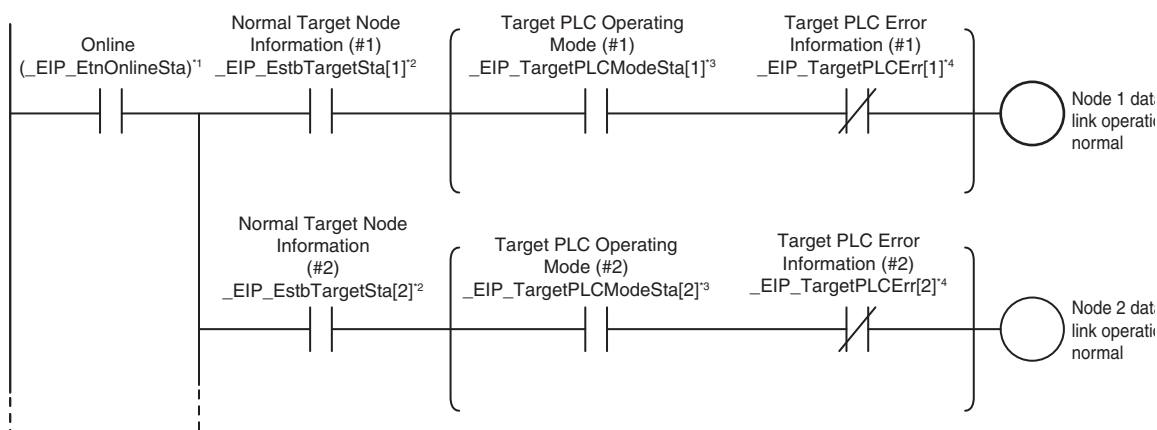 Online
(_EIP_EtnOnlineSta)*1
Normal Target Node
Information (#1)
_EIP_EstbTargetSta[1]*2
Target PLC Operating
Mode (#1)
_EIP_TargetPLCModeSta[1]*3
Target PLC Error
Information (#1)
_EIP_TargetPLCErr[1]*4
Node 1 data
link operatio
normal
Normal Target Node
Information
(#2)
_EIP_EstbTargetSta[2]*2
Target PLC Operating
Mode (#2)
_EIP_TargetPLCModeSta[2]*3
Target PLC Error
Information (#2)
_EIP_TargetPLCErr[2]*4
Node 2 data
link operatio
normal